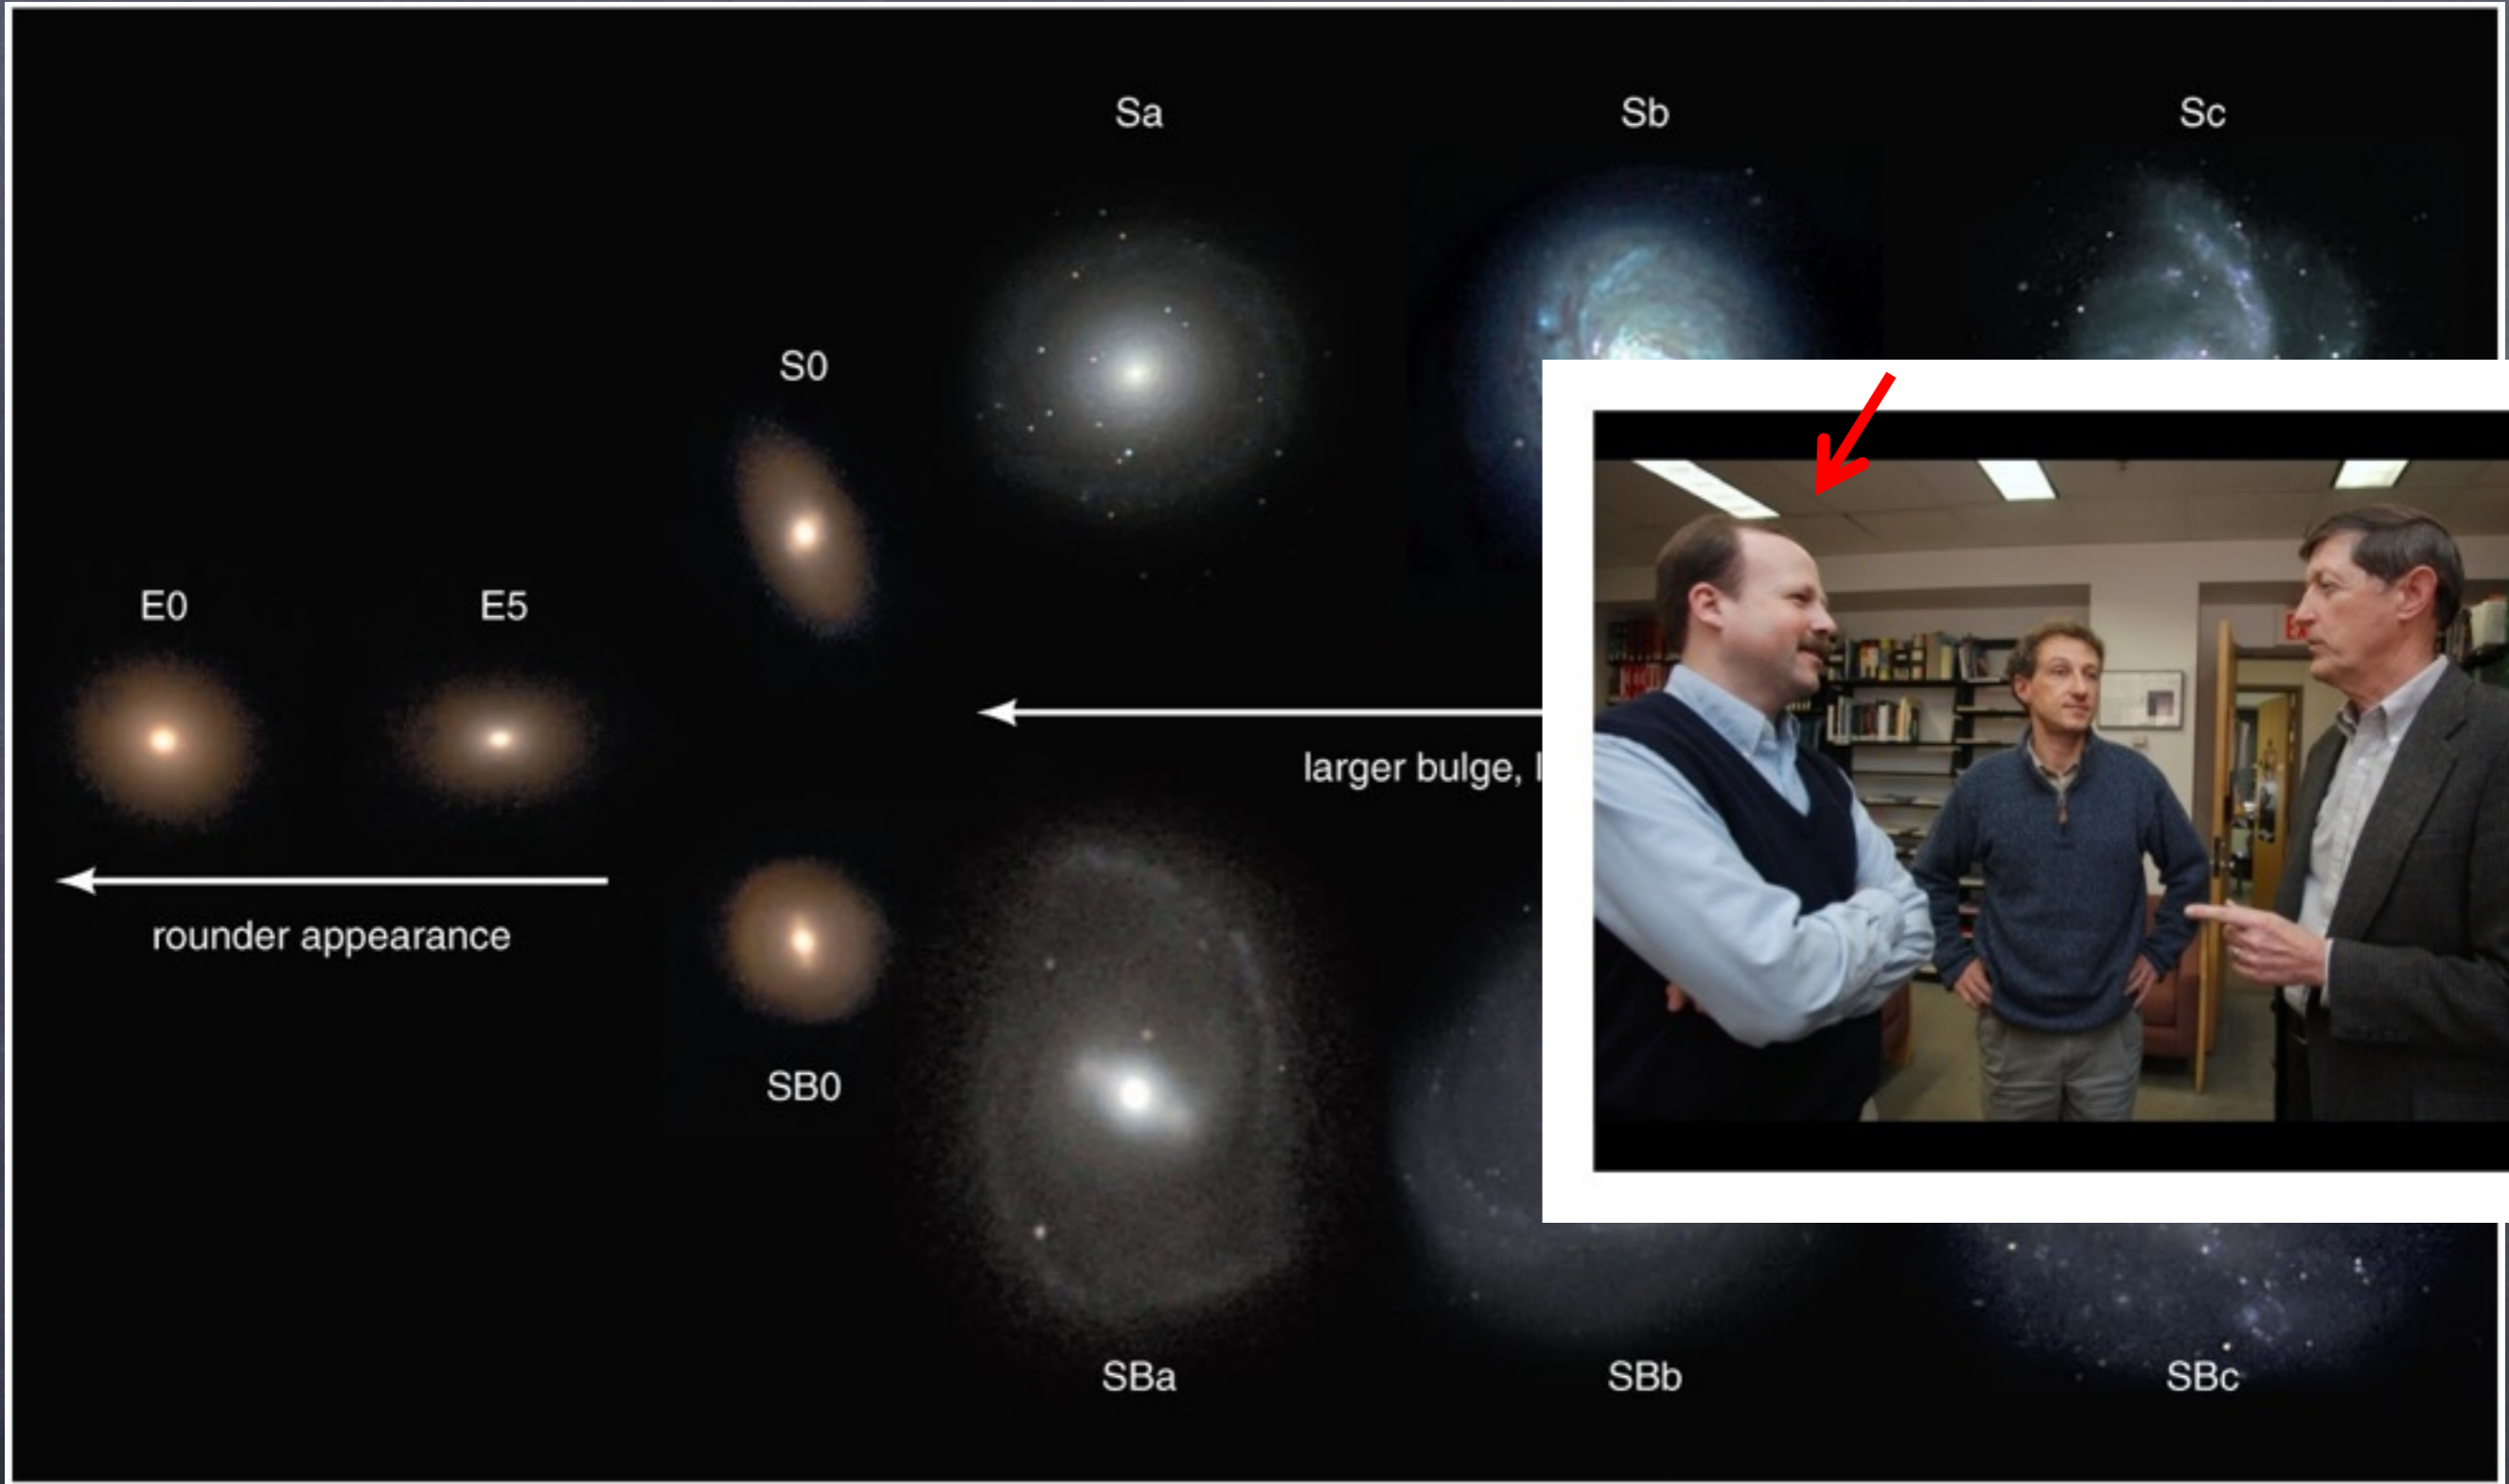 Sa
Sb
Sc
S0
E0
E5
larger bulge,
rounder appearance
SB0
SBa
SBb
SBc